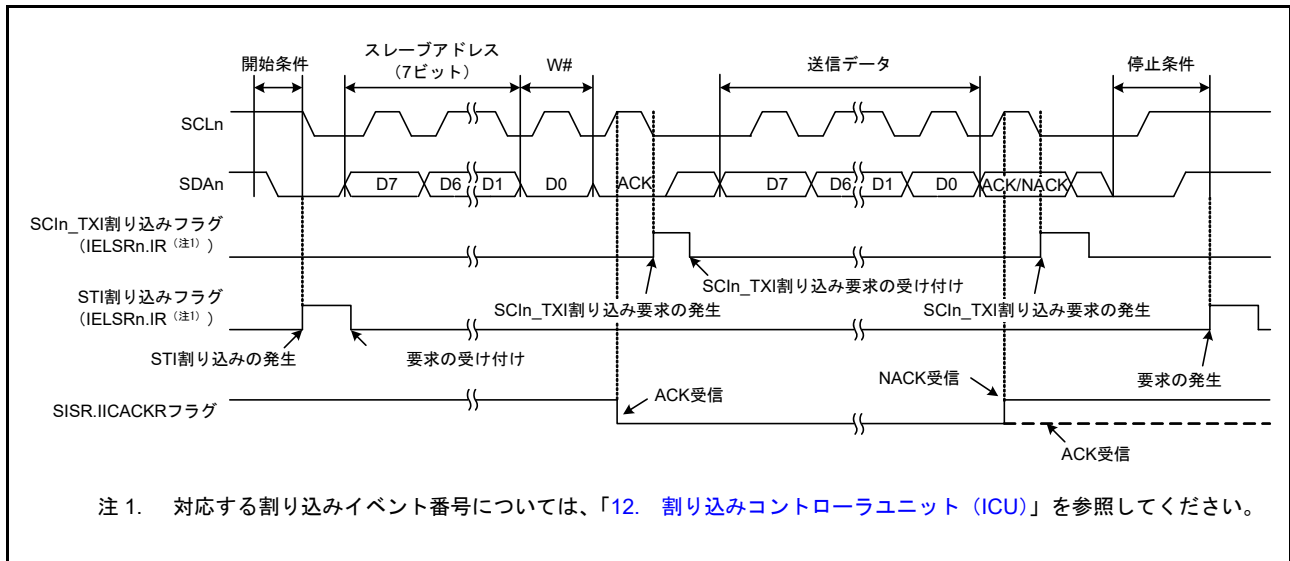 開始条件
スレーブアドレス
（7ビット）
W#
送信データ
停止条件
SCLn
SDAn
D7
D6
D1
D0
ACK
D7
D6
D1
D0
ACK/NACK
SCIn_TXI割り込みフラグ
（IELSRn.IR（注1））
SCIn_TXI割り込み要求の受け付け
SCIn_TXI割り込み要求の発生
SCIn_TXI割り込み要求の発生
STI割り込みフラグ
（IELSRn.IR（注1））
STI割り込みの発生
要求の受け付け
要求の発生
SISR.IICACKRフラグ
ACK受信
NACK受信
ACK受信
注 1. 対応する割り込みイベント番号については、「12. 割り込みコントローラユニット（ICU）」を参照してください。